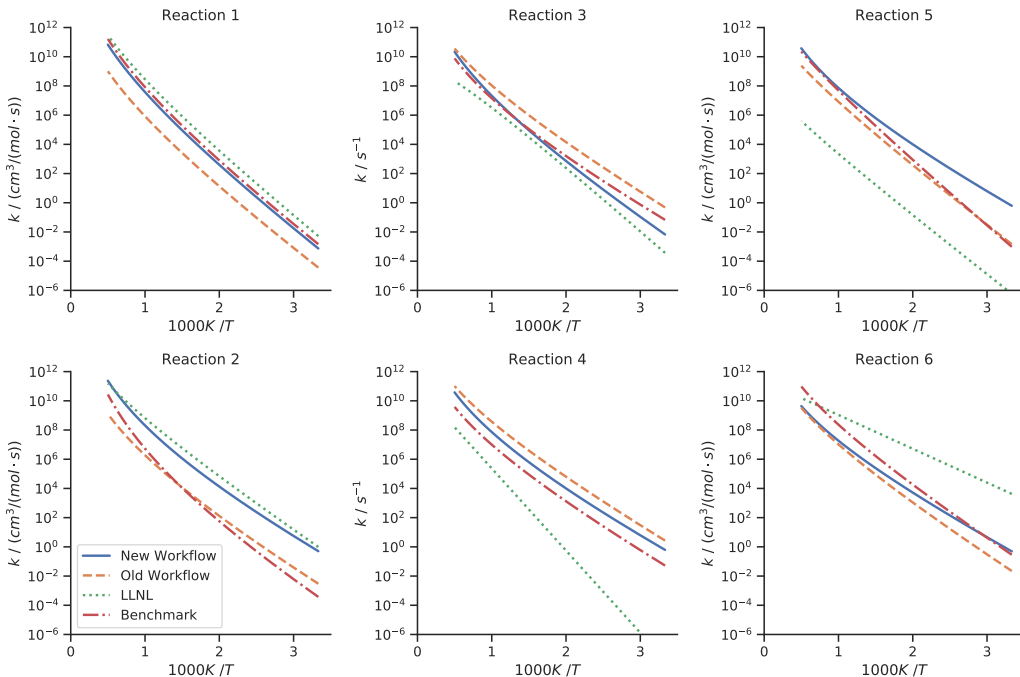 Reaction 1
10^12
10^10
10^8
10^6
10^4
10^2
10^0
10^−2
10^−4
10^−6
k / (cm^3/(mol · s))
0 1 2 3
1000K /T
Reaction 3
10^12
10^10
10^8
10^6
10^4
10^2
10^0
10^−2
10^−4
10^−6
k / s^−1
0 1 2 3
1000K /T
Reaction 5
10^12
10^10
10^8
10^6
10^4
10^2
10^0
10^−2
10^−4
10^−6
k / (cm^3/(mol · s))
0 1 2 3
1000K /T
Reaction 2
10^12
10^10
10^8
10^6
10^4
10^2
10^0
10^−2
10^−4
10^−6
k / (cm^3/(mol · s))
New Workflow
Old Workflow
LLNL
Benchmark
0 1 2 3
1000K /T
Reaction 4
10^12
10^10
10^8
10^6
10^4
10^2
10^0
10^−2
10^−4
10^−6
k / s^−1
0 1 2 3
1000K /T
Reaction 6
10^12
10^10
10^8
10^6
10^4
10^2
10^0
10^−2
10^−4
10^−6
k / (cm^3/(mol · s))
0 1 2 3
1000K /T